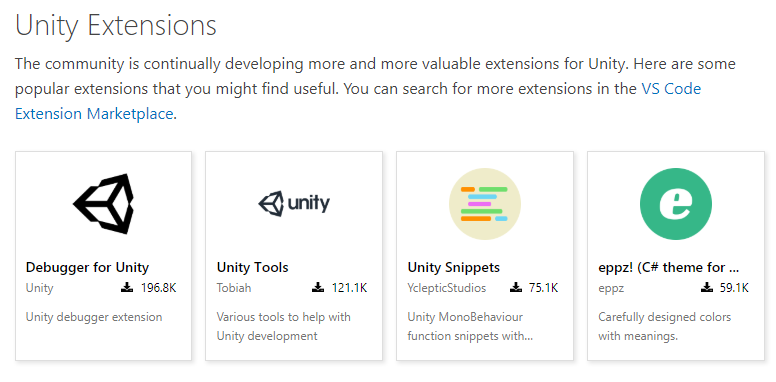 Unity Extensions
The community is continually developing more and more valuable extensions for Unity. Here are some
popular extensions that you might find useful. You can search for more extensions in the VS Code
Extension Marketplace.
unity
e
Debugger for Unity
Unity 196.8K
Unity debugger extension
Unity Tools
Tobiah 121.1K
Various tools to help with
Unity development
Unity Snippets
YclepticStudios 75.1K
Unity MonoBehaviour
function snippets with...
eppz! (C# theme for ...
eppz 59.1K
Carefully designed colors
with meanings.